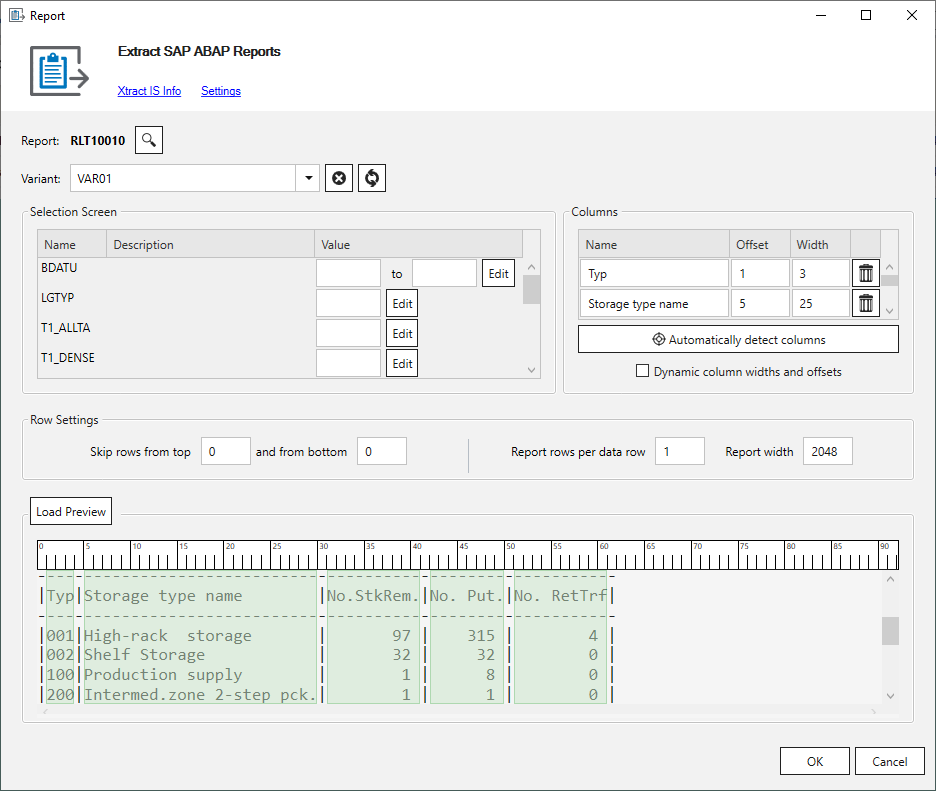 Report
Extract SAP ABAP Reports
Xtract IS Info Settings
Report: RLT10010
Variant: VAR01
Selection Screen
Name Description Value
BDATU to Edit
LGTYP Edit
T1_ALLTA Edit
T1_DENSE Edit
Columns
Name Offset Width
Typ 1 3
Storage type name 5 25
Automatically detect columns
Dynamic column widths and offsets
Row Settings
Skip rows from top 0 and from bottom 0 Report rows per data row 1 Report width 2048
Load Preview
0 5 10 15 20 25 30 35 40 45 50 55 60 65 70 75 80 85 90
|Typ|Storage type name |No.StkRem.|No. Put.|No. RetTrf|
|001|High-rack storage | 97 | 315 | 4 |
|002|Shelf Storage | 32 | 32 | 0 |
|100|Production supply | 1 | 8 | 0 |
|200|Intermed.zone 2-step pck.| 1 | 1 | 0 |
OK Cancel